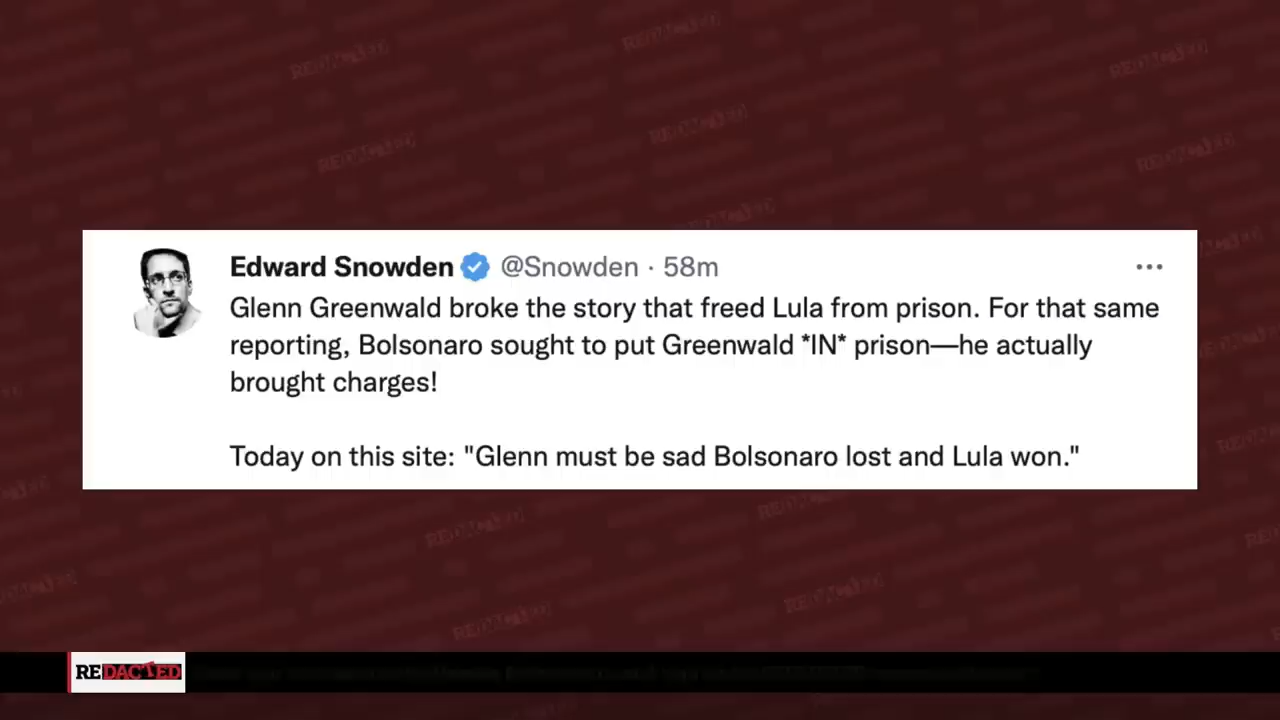 Edward Snowden @Snowden · 58m
Glenn Greenwald broke the story that freed Lula from prison. For that same
reporting, Bolsonaro sought to put Greenwald *IN* prison—he actually
brought charges!
Today on this site: "Glenn must be sad Bolsonaro lost and Lula won."
REDACTED